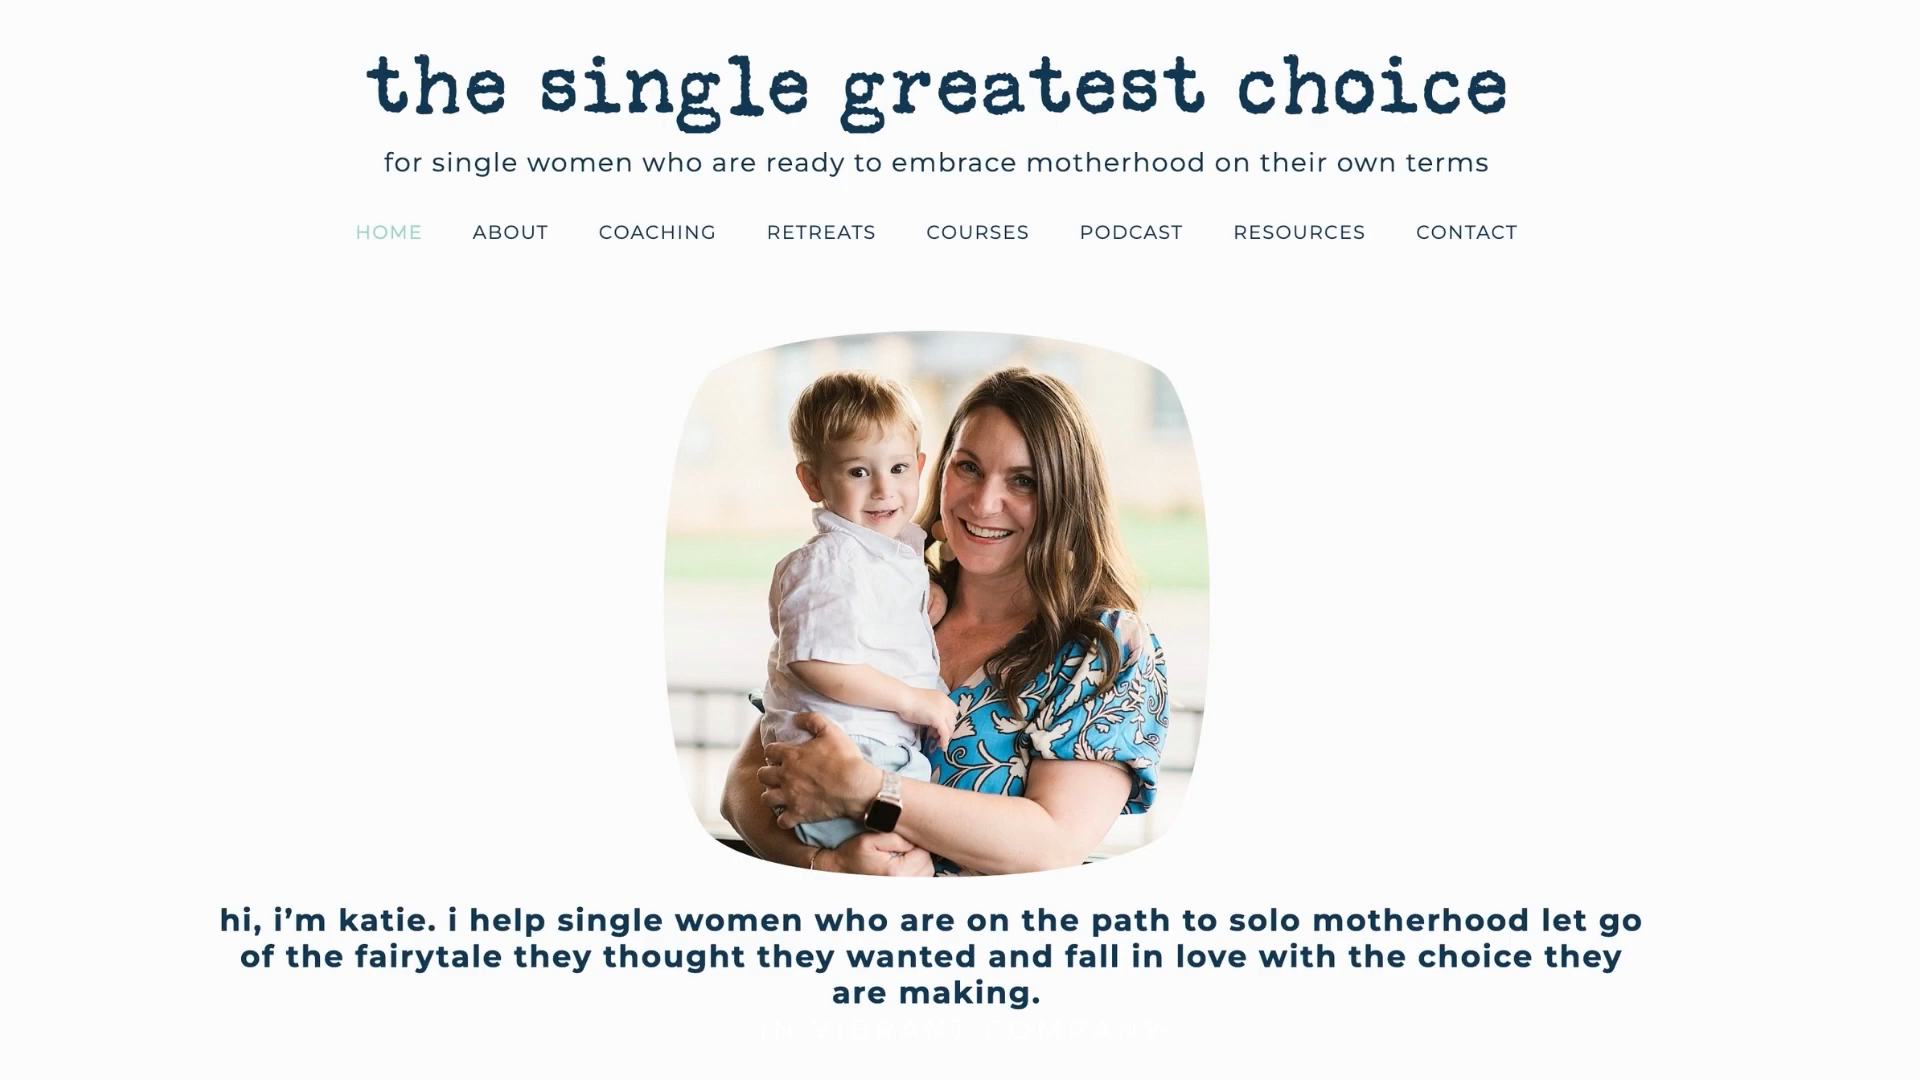 the single greatest choice
for single women who are ready to embrace motherhood on their own terms
HOME ABOUT COACHING RETREATS COURSES PODCAST RESOURCES CONTACT
hi, i’m katie. i help single women who are on the path to solo motherhood let go
of the fairytale they thought they wanted and fall in love with the choice they
are making.
IN VIBRANT COMPANY